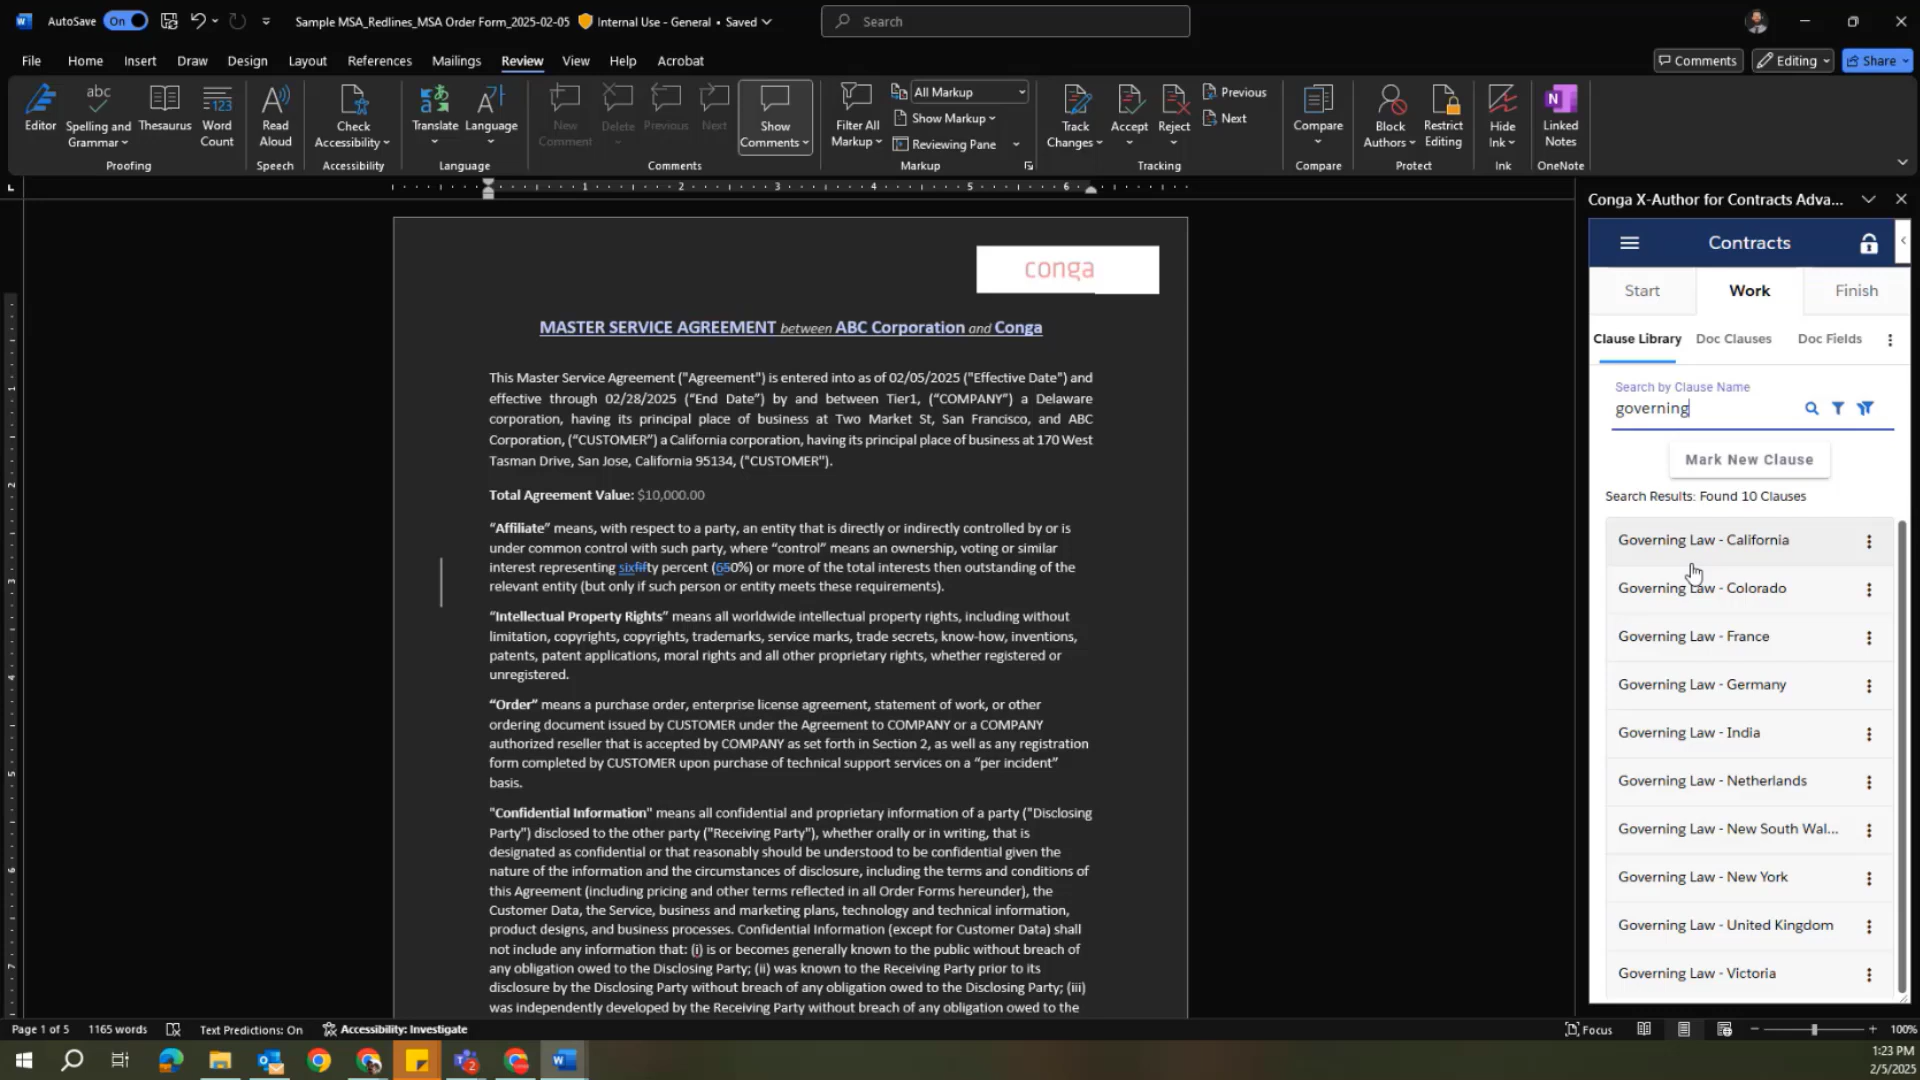 AutoSave On Sample MSA_Redlines_MSA Order Form_2025-02-05 Internal Use - General • Saved Search
File Home Insert Draw Design Layout References Mailings Review View Help Acrobat Comments Editing Share
Editor Spelling and Grammar Thesaurus Word Count Read Aloud Check Accessibility Translate Language New Comment Delete Previous Next Show Comments Filter All Markup All Markup Show Markup Reviewing Pane Track Changes Accept Reject Previous Next Compare Block Authors Restrict Editing Hide Ink Linked Notes
Proofing Speech Accessibility Language Comments Markup Tracking Compare Protect Ink OneNote
1 2 3 4 5 6
conga
MASTER SERVICE AGREEMENT between ABC Corporation and Conga
This Master Service Agreement ("Agreement") is entered into as of 02/05/2025 ("Effective Date") and
effective through 02/28/2025 ("End Date") by and between Tier1, ("COMPANY") a Delaware
corporation, having its principal place of business at Two Market St, San Francisco, and ABC
Corporation, ("CUSTOMER") a California corporation, having its principal place of business at 170 West
Tasman Drive, San Jose, California 95134, ("CUSTOMER").
Total Agreement Value: $10,000.00
“Affiliate” means, with respect to a party, an entity that is directly or indirectly controlled by or is
under common control with such party, where “control” means an ownership, voting or similar
interest representing sixfifty percent (650%) or more of the total interests then outstanding of the
relevant entity (but only if such person or entity meets these requirements).
“Intellectual Property Rights” means all worldwide intellectual property rights, including without
limitation, copyrights, copyrights, trademarks, service marks, trade secrets, know-how, inventions,
patents, patent applications, moral rights and all other proprietary rights, whether registered or
unregistered.
“Order” means a purchase order, enterprise license agreement, statement of work, or other
ordering document issued by CUSTOMER under the Agreement to COMPANY or a COMPANY
authorized reseller that is accepted by COMPANY as set forth in Section 2, as well as any registration
form completed by CUSTOMER upon purchase of technical support services on a “per incident”
basis.
"Confidential Information" means all confidential and proprietary information of a party ("Disclosing
Party") disclosed to the other party ("Receiving Party"), whether orally or in writing, that is
designated as confidential or that reasonably should be understood to be confidential given the
nature of the information and the circumstances of disclosure, including the terms and conditions of
this Agreement (including pricing and other terms reflected in all Order Forms hereunder), the
Customer Data, the Service, business and marketing plans, technology and technical information,
product designs, and business processes. Confidential Information (except for Customer Data) shall
not include any information that: (i) is or becomes generally known to the public without breach of
any obligation owed to the Disclosing Party; (ii) was known to the Receiving Party prior to its
disclosure by the Disclosing Party without breach of any obligation owed to the Disclosing Party; (iii)
was independently developed by the Receiving Party without breach of any obligation owed to the
Conga X-Author for Contracts Adva...
Contracts
Start Work Finish
Clause Library Doc Clauses Doc Fields
Search by Clause Name
governing
Mark New Clause
Search Results: Found 10 Clauses
Governing Law - California
Governing Law - Colorado
Governing Law - France
Governing Law - Germany
Governing Law - India
Governing Law - Netherlands
Governing Law - New South Wal...
Governing Law - New York
Governing Law - United Kingdom
Governing Law - Victoria
Page 1 of 5 1165 words Text Predictions: On Accessibility: Investigate Focus 100%
1:23 PM
2/5/2025